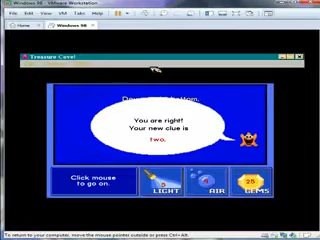 Windows 98 - VMware Workstation
File Edit View VM Tabs Help
Home Windows 98
Treasure Cove!
You are right!
Your new clue is
two.
Click mouse
to go on.
5
LIGHT
AIR
25
GEMS
To return to your computer, move the mouse pointer outside or press Ctrl+Alt.